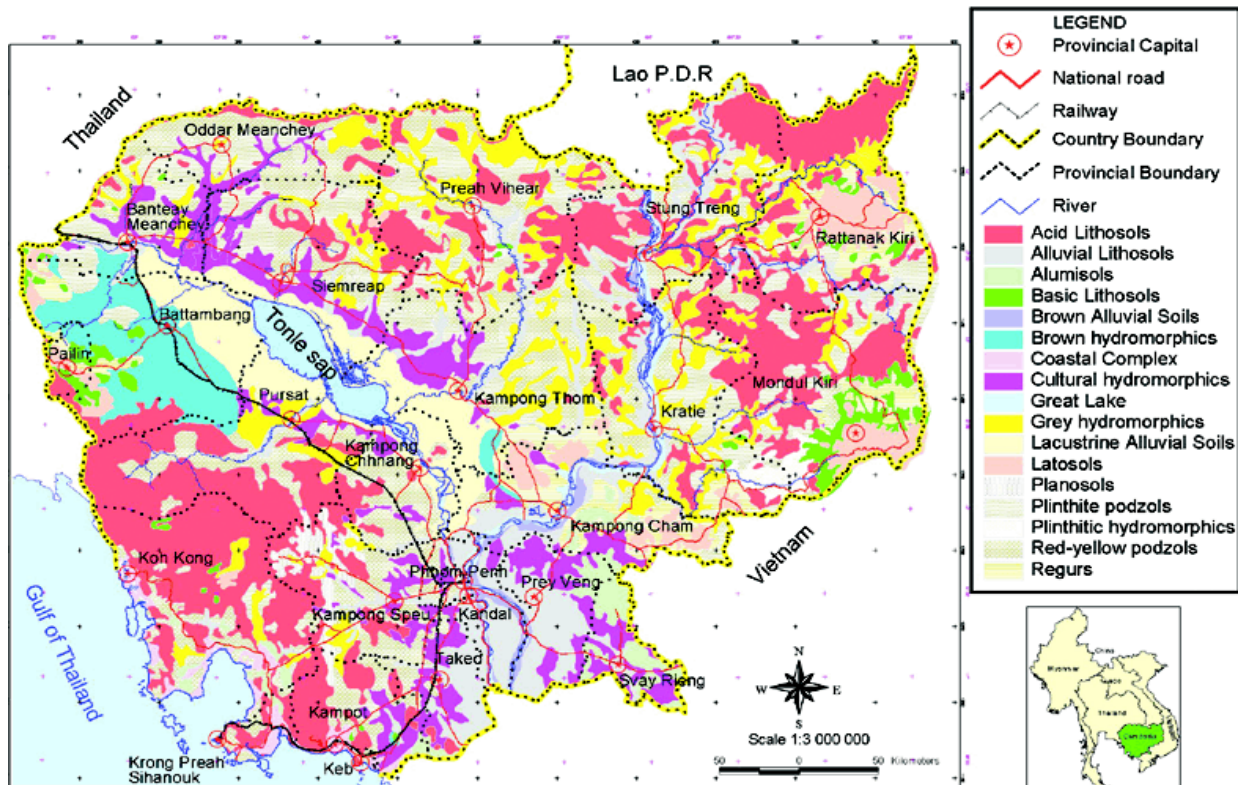 LEGEND
Provincial Capital
National road
Railway
Country Boundary
Provincial Boundary
River
Acid Lithosols
Alluvial Lithosols
Alumisols
Basic Lithosols
Brown Alluvial Soils
Brown hydromorphics
Coastal Complex
Cultural hydromorphics
Great Lake
Grey hydromorphics
Lacustrine Alluvial Soils
Latosols
Planosols
Plinthite podzols
Plinthitic hydromorphics
Red-yellow podzols
Regurs
Lao P.D.R
Thailand
Oddar Meanchey
Preah Vihear
Banteay
Meanchey
Stung Treng
Rattanak Kiri
Siemreap
Battambang
Tonle sap
Pailin
Pursat
Kampong Thom
Mondul Kiri
Kratie
Kampong
Chhnang
Kampong Cham
Vietnam
Koh Kong
Phnom Penh
Prey Veng
Kampong Speu
Kandal
Gulf of Thailand
Taked
Svay Rieng
Kampot
Krong Preah
Sihanouk
Keb
N
W
E
S
Scale 1:3 000 000
50
0
50 Kilometers
China
Myanmar
Thailand